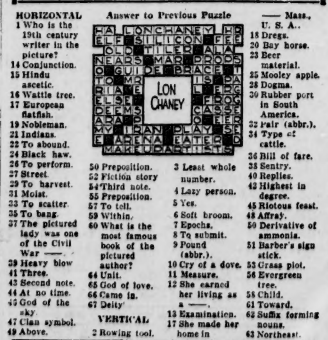 HORIZONTAL
1 Who is the
19th century
writer in the
picture?
14 Conjunction.
15 Hindu
ascetic.
16 Wattle tree.
17 European
flatfish.
19 Nobleman.
21 Indians.
22 To abound.
24 Black haw.
26 To perform.
27 Street.
29 To harvest.
31 Moist.
33 To scatter.
35 To bang.
37 The pictured
lady was one
of the Civil
War —.
39 Heavy blow
41 Three.
43 Second note.
44 At no time.
45 God of the
sky
47 Clan symbol.
49 Above.
Answer to Previous Puzzle
LON
CHANEY
50 Preposition.
52 Fiction story
54 Third note.
55 Preposition.
57 To tell.
59 Within.
60 What is the
most famous
book of the
pictured
author?
64 Unit.
65 God of love.
66 Came in.
67 Deity
VERTICAL
2 Rowing tool.
3 Least whole
number.
4 Lazy person.
5 Yes.
6 Soft broom.
7 Epochs.
8 To submit.
9 Pound
(abbr.).
10 Cry of a dove.
11 Measure.
12 She earned
her living as
a —.
13 Examination.
17 She made her
home in
— Mass.,
U. S. A..
18 Dregs.
20 Bay horse.
23 Beer
material.
25 Mooley apple.
28 Dogma.
30 Rubber port
in South
America.
32 Fair (abbr.).
34 Type of
cattle.
36 Bill of fare.
38 Sentry.
40 Replies.
42 Highest in
degree.
45 Riotous feast.
48 Affray.
50 Derivative of
ammonia.
51 Barber's sign
stick.
53 Grass plot.
56 Evergreen
tree.
58 Child.
61 Toward.
62 Suffix forming
nouns.
63 Northeast.